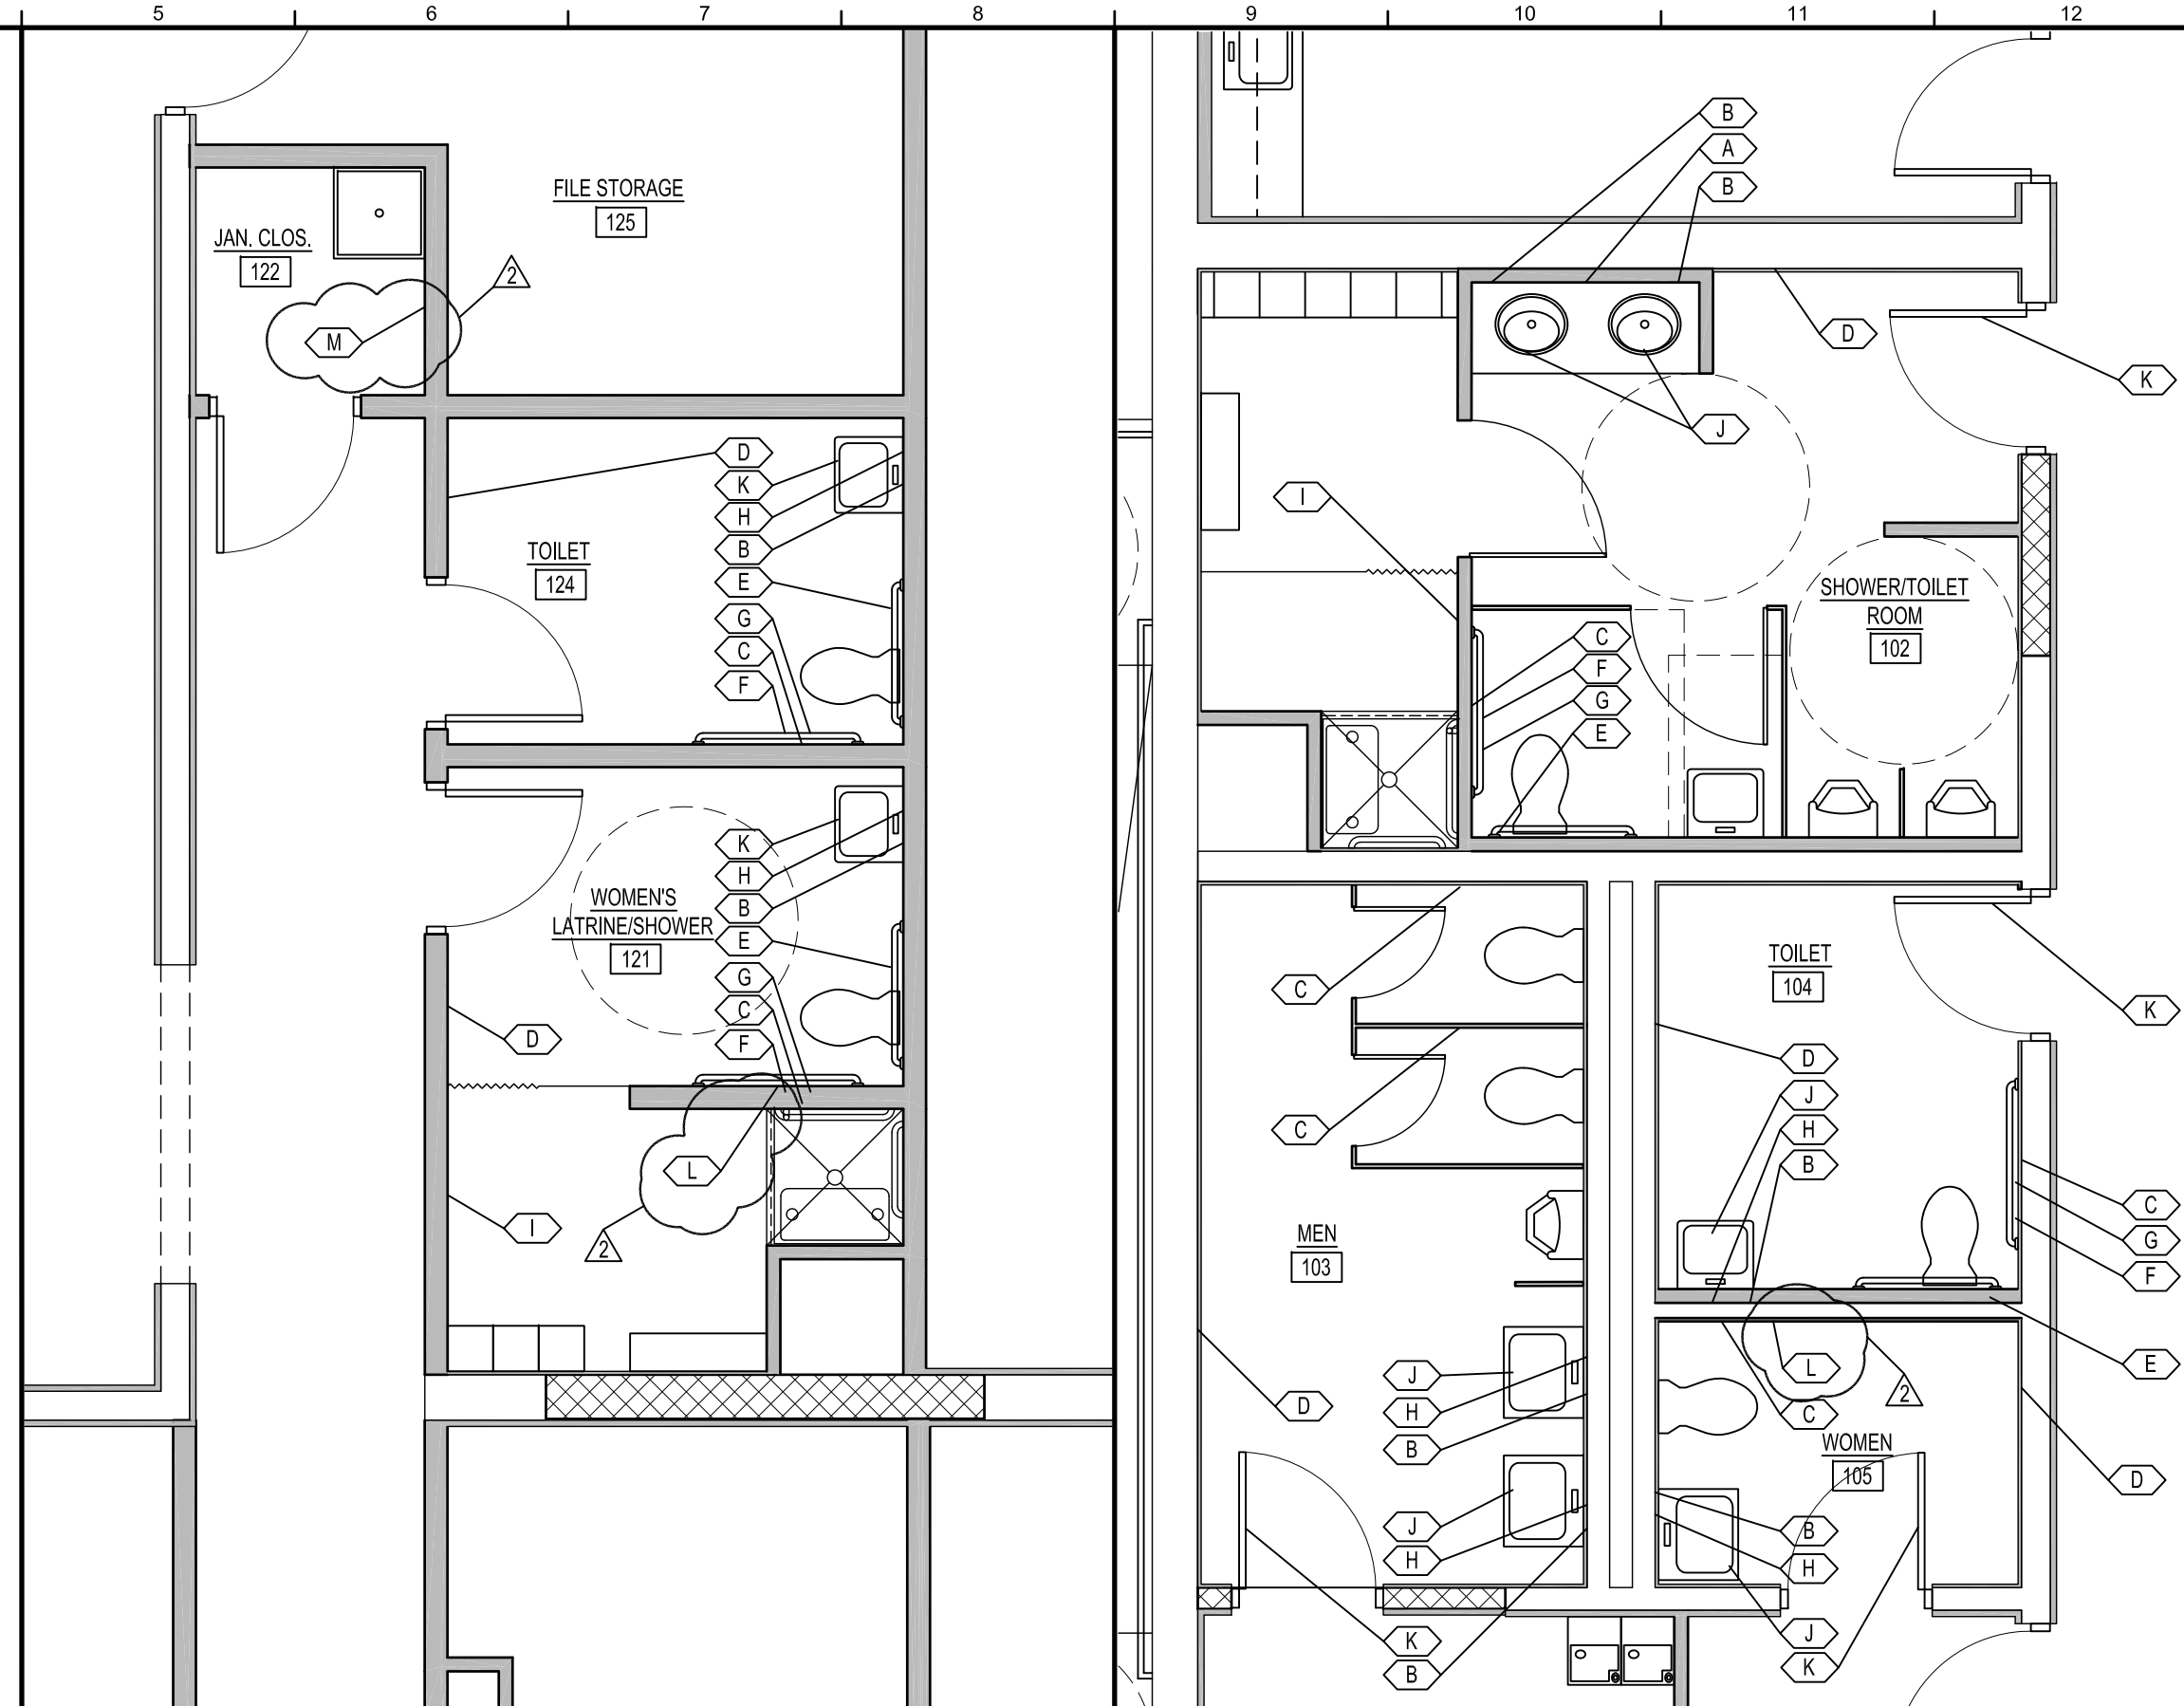 5 6 7 8 9 10 11 12
FILE STORAGE
125
JAN. CLOS.
122
2
M
D
K
H
B
E
G
C
F
TOILET
124
K
H
B
E
G
C
F
WOMEN'S
LATRINE/SHOWER
121
D
L
I
2
B
A
B
D
K
J
I
SHOWER/TOILET
ROOM
102
C
F
G
E
C
C
MEN
103
D
J
H
B
J
H
K
B
TOILET
104
K
D
J
H
B
C
G
F
E
L
2
C
WOMEN
105
D
B
H
J
K